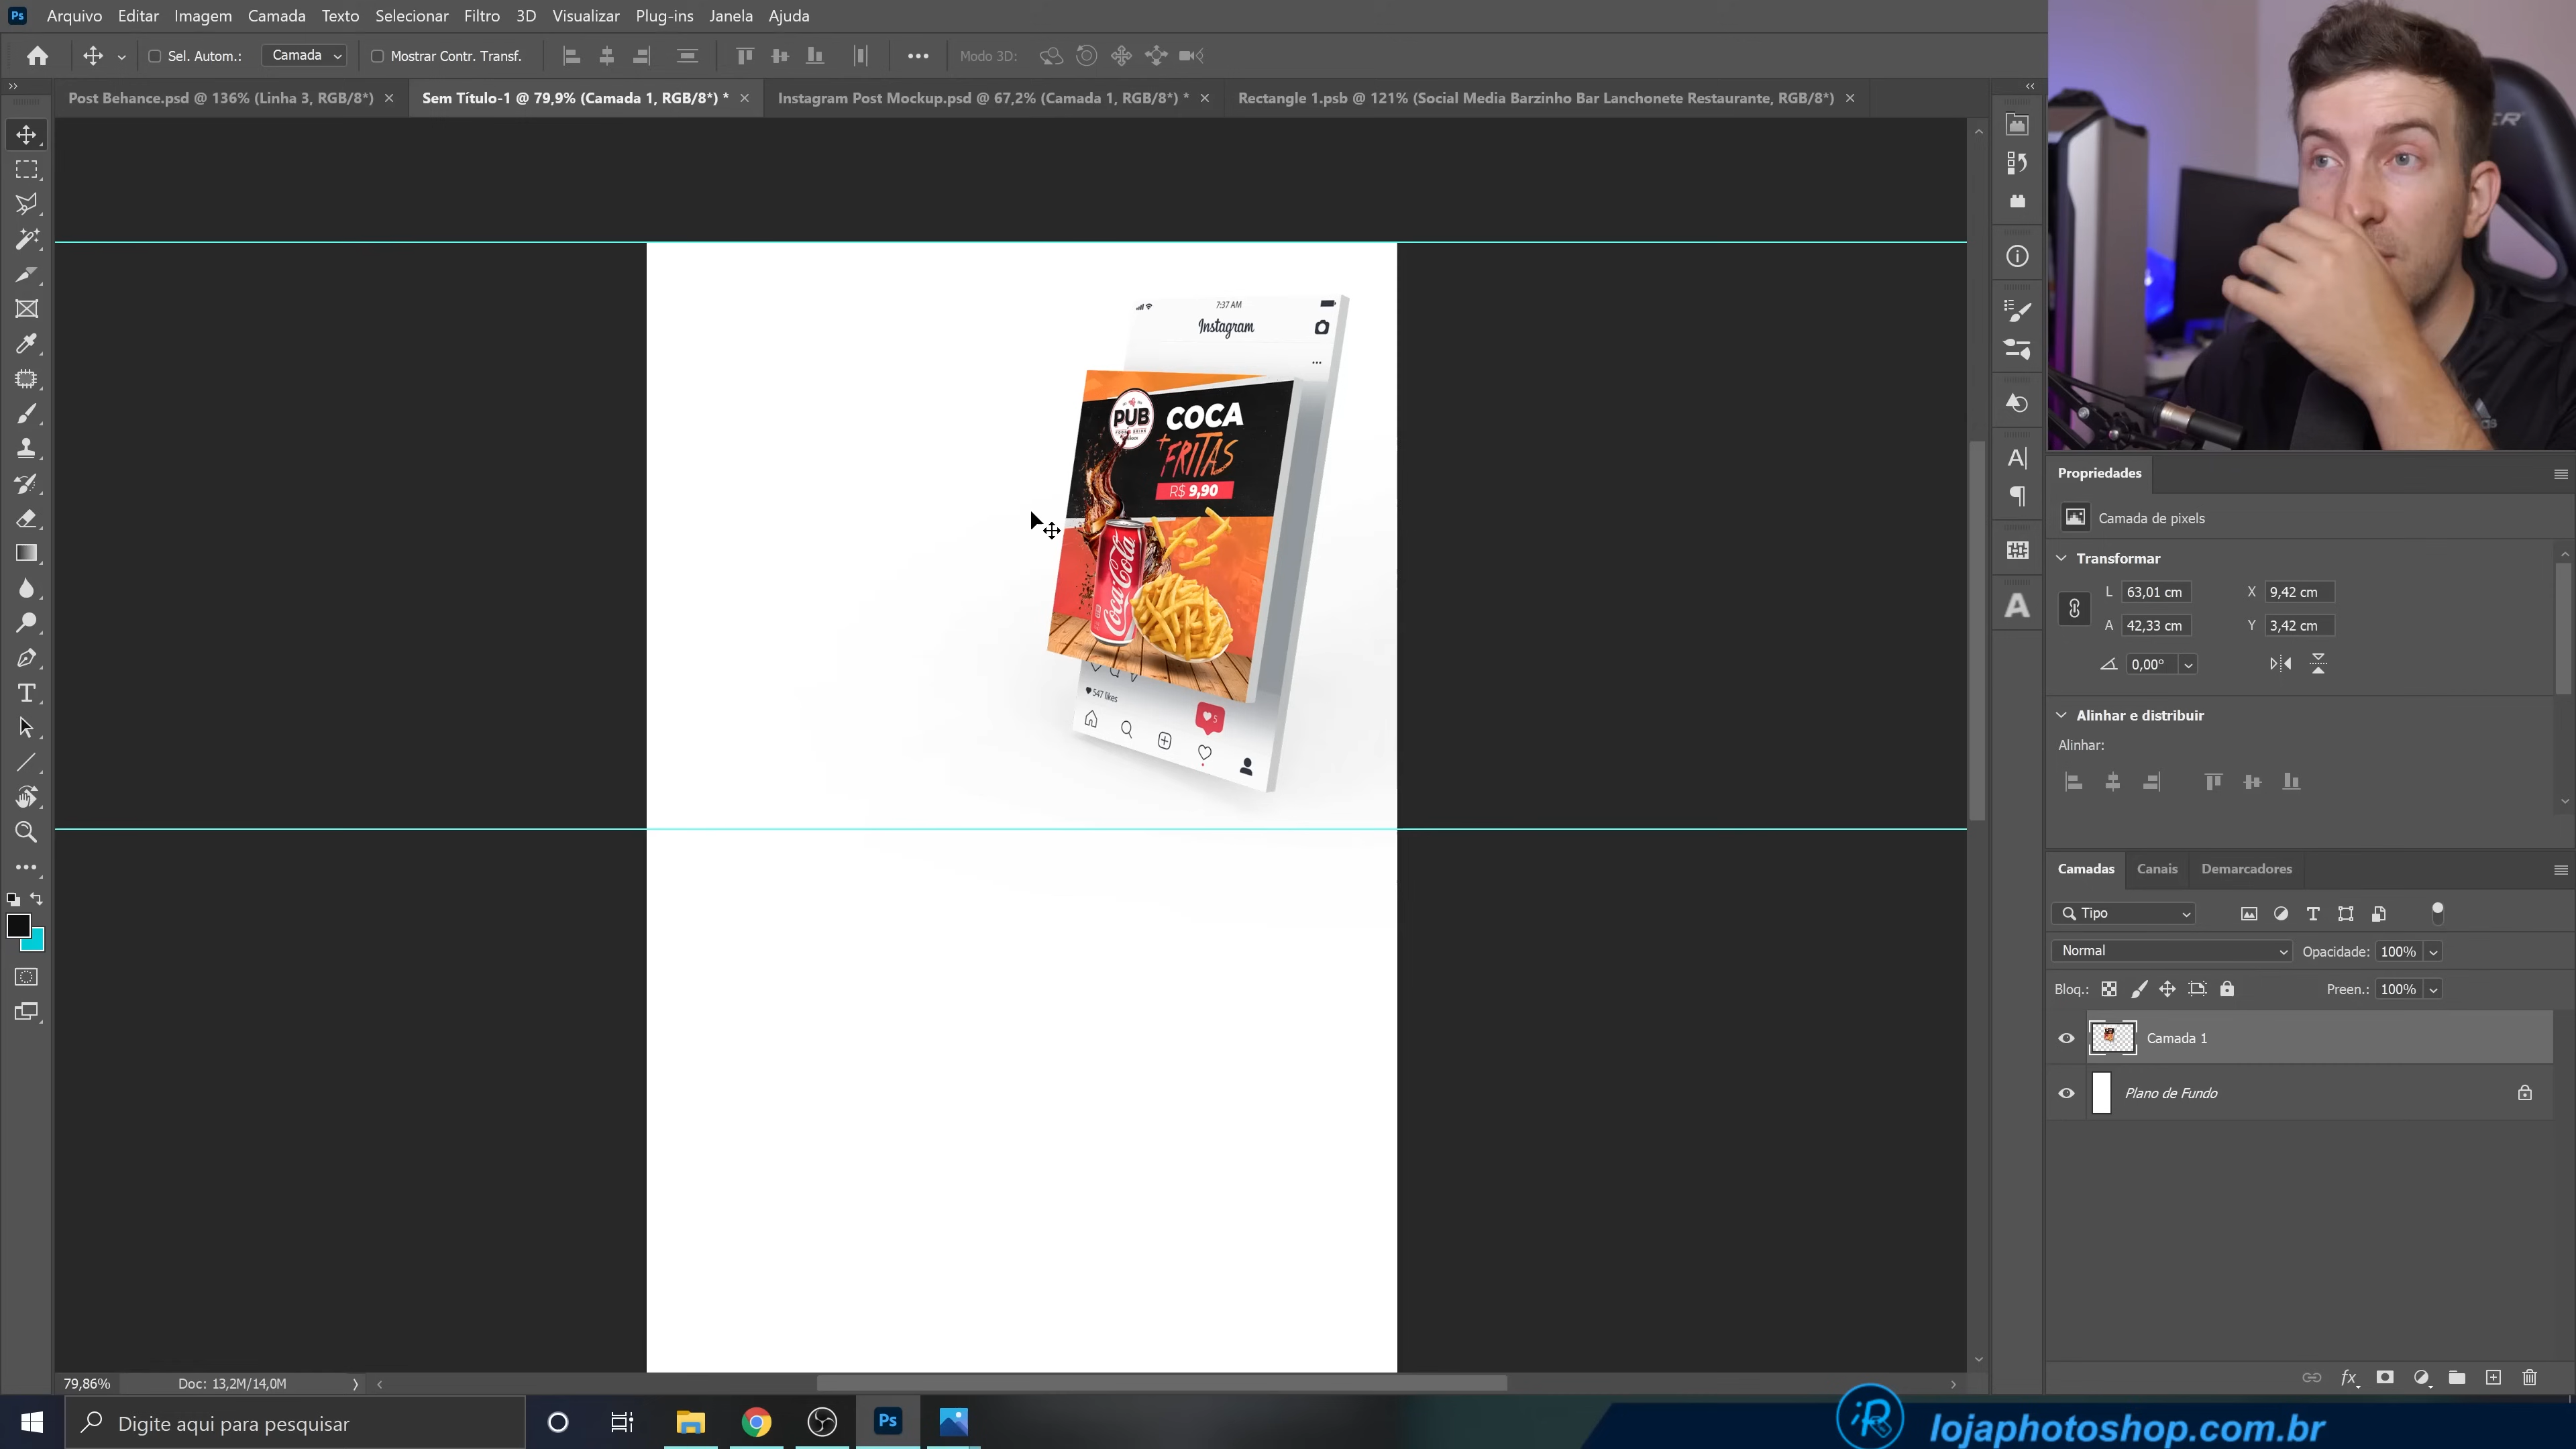 Ps Arquivo Editar Imagem Camada Texto Selecionar Filtro 3D Visualizar Plug-ins Janela Ajuda
Sel. Autom.: Camada Mostrar Contr. Transf. Modo 3D:
Post Behance.psd @ 136% (Linha 3, RGB/8*) × Sem Título-1 @ 79,9% (Camada 1, RGB/8*) * × Instagram Post Mockup.psd @ 67,2% (Camada 1, RGB/8*) * × Rectangle 1.psb @ 121% (Social Media Barzinho Bar Lanchonete Restaurante, RGB/8*) ×
7:37 AM
Instagram
PUB
COCA
+FRITAS
R$ 9,90
Coca-Cola
547 likes
5
Propriedades
Camada de pixels
Transformar
L 63,01 cm X 9,42 cm
A 42,33 cm Y 3,42 cm
0,00°
Alinhar e distribuir
Alinhar:
Camadas Canais Demarcadores
Tipo
Normal Opacidade: 100%
Bloq.: Preen.: 100%
Camada 1
Plano de Fundo
79,86% Doc: 13,2M/14,0M
Digite aqui para pesquisar
Ps
iR lojaphotoshop.com.br